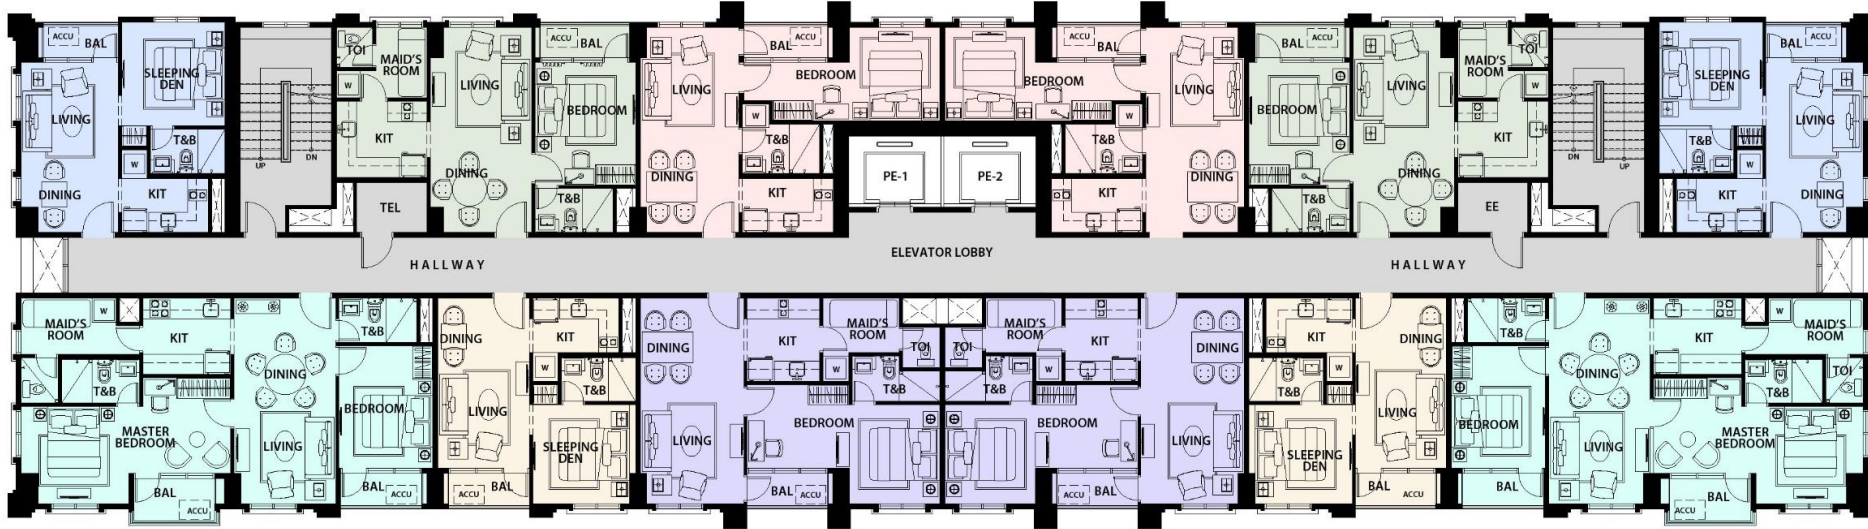 ACCU
BAL
SLEEPING
DEN
LIVING
T&B
W
DINING
KIT
UP
DN
TOI
MAID'S
ROOM
W
KIT
LIVING
DINING
TEL
ACCU
BAL
BEDROOM
T&B
LIVING
DINING
BAL
ACCU
BEDROOM
W
T&B
KIT
PE-1
PE-2
ACCU
BAL
BEDROOM
W
T&B
KIT
LIVING
DINING
BAL
ACCU
BEDROOM
T&B
LIVING
DINING
MAID'S
ROOM
TOI
W
KIT
EE
DN
UP
SLEEPING
DEN
T&B
W
KIT
BAL
ACCU
LIVING
DINING
HALLWAY
ELEVATOR LOBBY
HALLWAY
MAID'S
ROOM
W
KIT
T&B
MASTER
BEDROOM
BAL
ACCU
DINING
LIVING
T&B
BEDROOM
BAL
ACCU
DINING
LIVING
ACCU
BAL
KIT
W
T&B
SLEEPING
DEN
DINING
LIVING
KIT
MAID'S
ROOM
TOI
W
T&B
BEDROOM
BAL
ACCU
MAID'S
ROOM
TOI
KIT
T&B
W
BEDROOM
ACCU
BAL
DINING
LIVING
KIT
T&B
W
SLEEPING
DEN
DINING
LIVING
BAL
ACCU
T&B
BEDROOM
BAL
DINING
LIVING
KIT
W
MAID'S
ROOM
T&B
TOI
MASTER
BEDROOM
BAL
ACCU